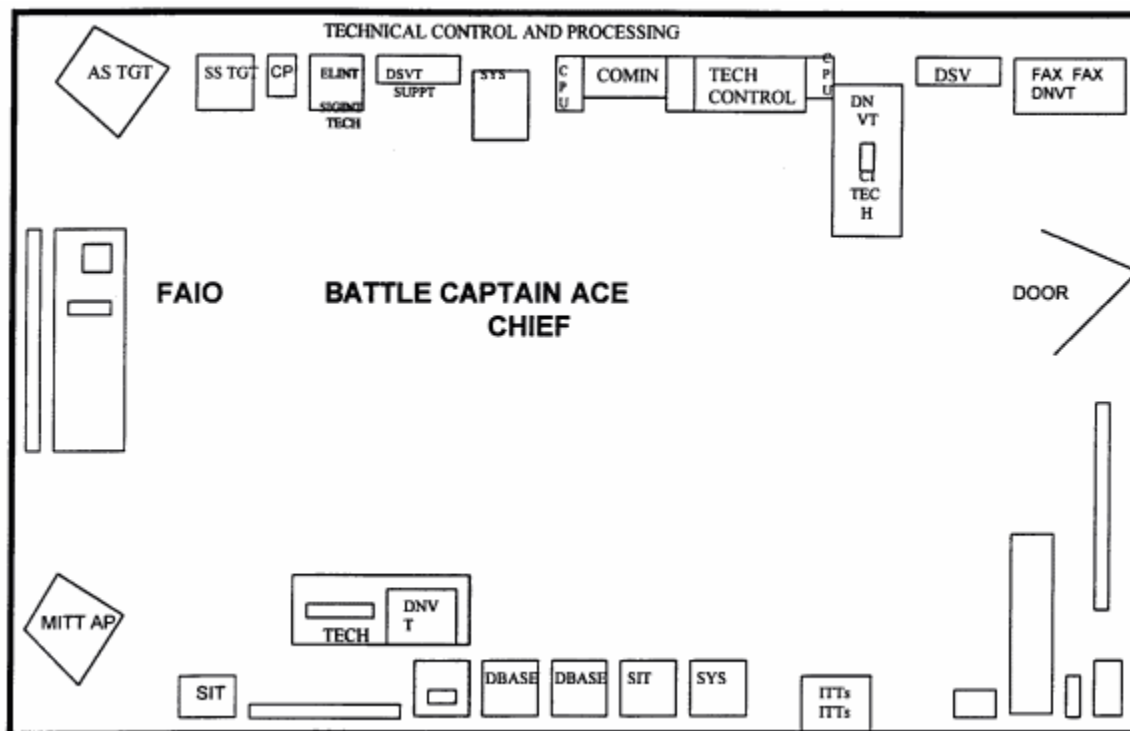 TECHNICAL CONTROL AND PROCESSING
AS TGT
SS TGT
CP
ELINT
SIGINT
TECH
DSVT
SUPPT
SYS
C
P
U
COMIN
TECH
CONTROL
C
P
U
DN
VT
CI
TEC
H
DSV
FAX FAX
DNVT
FAIO
BATTLE CAPTAIN ACE
CHIEF
DOOR
MITT AP
TECH
DNV
T
SIT
DBASE
DBASE
SIT
SYS
ITTs
ITTs